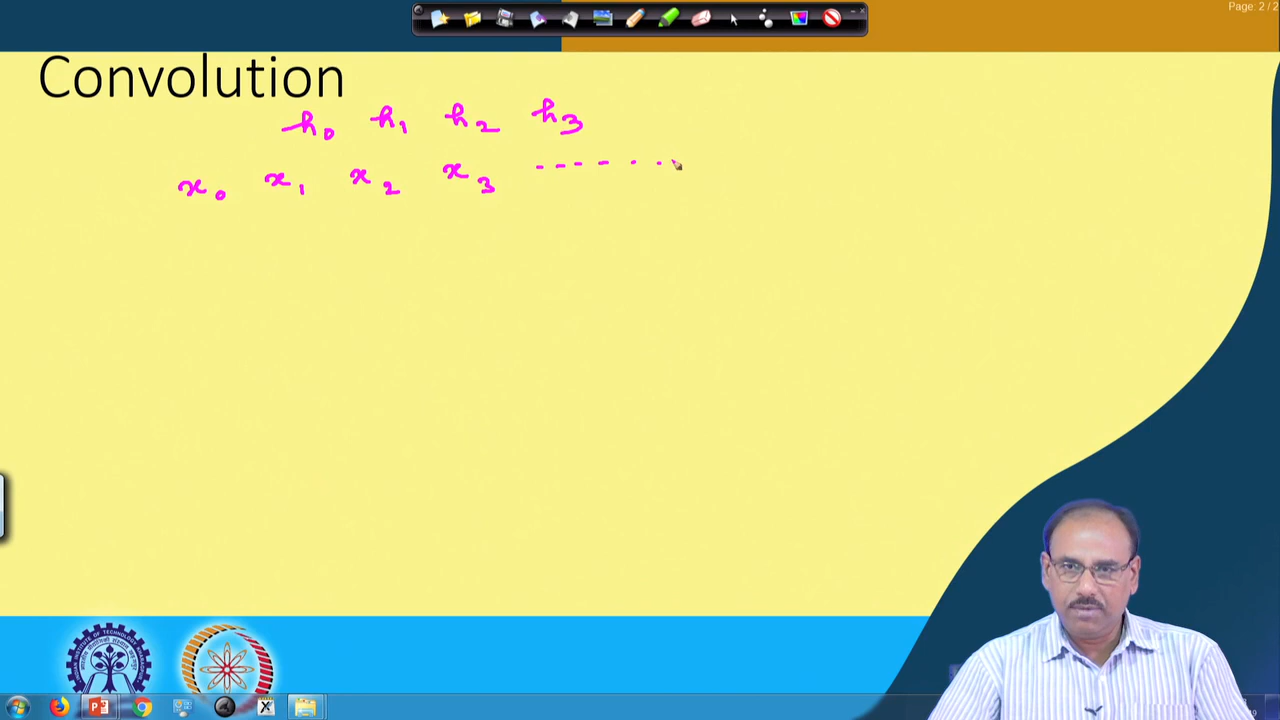 Page: 2 / 2
Convolution
h0 h1 h2 h3
x0 x1 x2 x3 -------